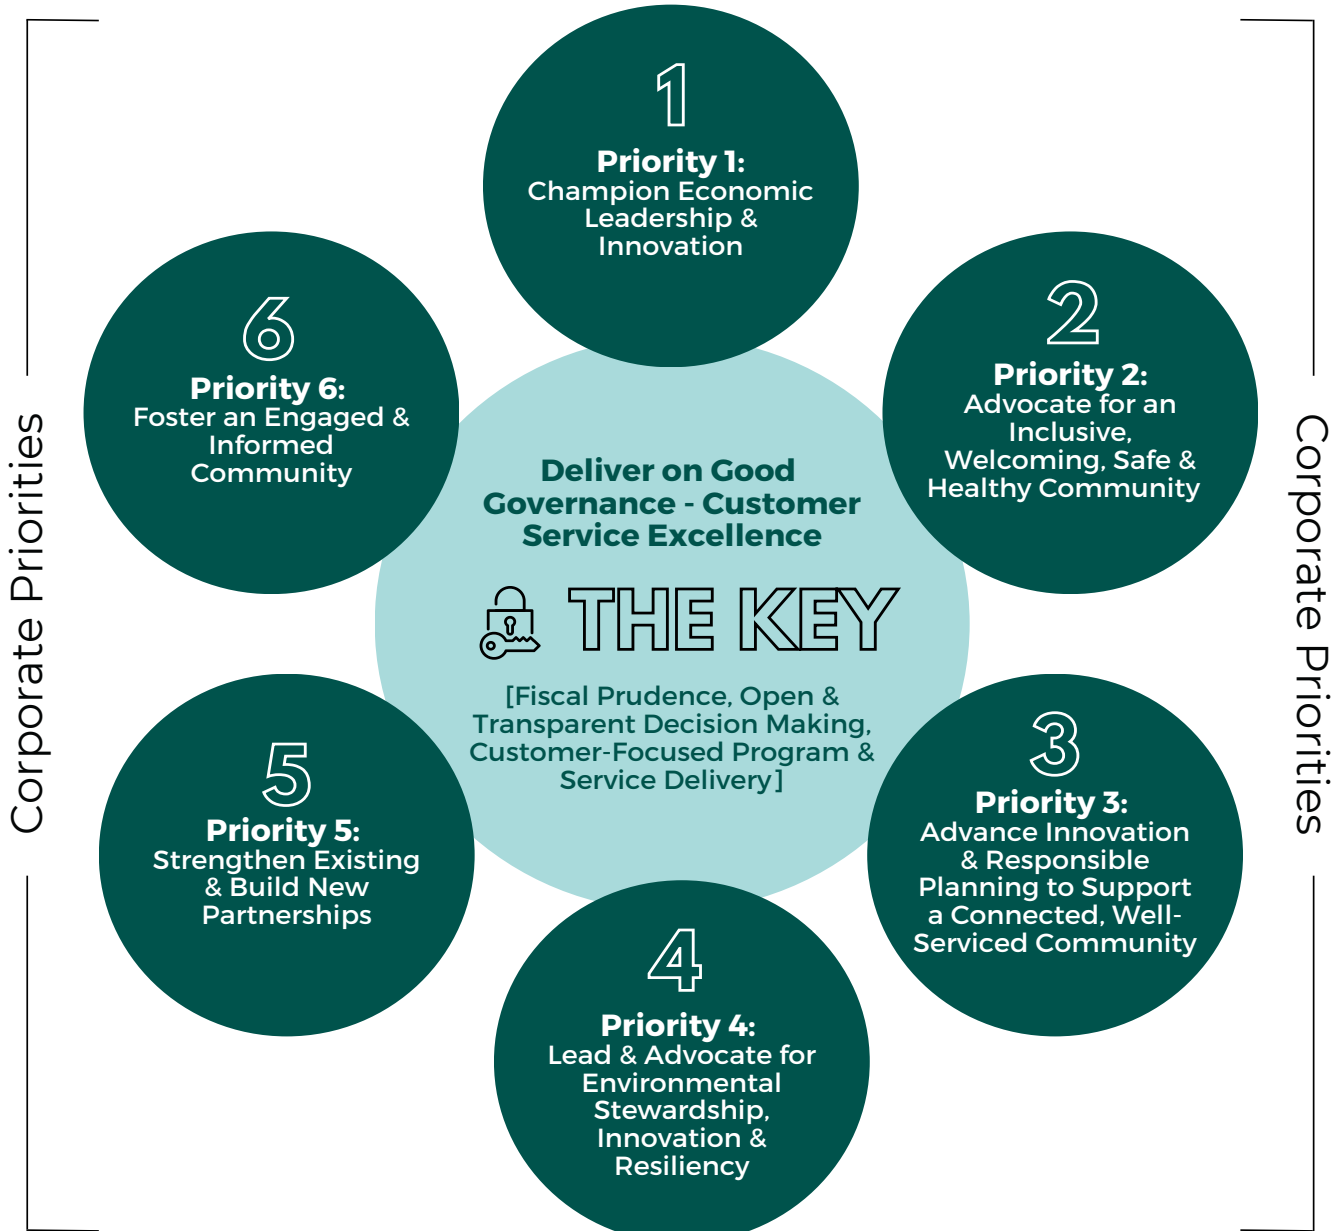 1
Priority 1:
Champion Economic
Leadership &
Innovation
2
Priority 2:
Advocate for an
Inclusive,
Welcoming, Safe &
Healthy Community
3
Priority 3:
Advance Innovation
& Responsible
Planning to Support
a Connected, Well-
Serviced Community
4
Priority 4:
Lead & Advocate for
Environmental
Stewardship,
Innovation &
Resiliency
5
Priority 5:
Strengthen Existing
& Build New
Partnerships
6
Priority 6:
Foster an Engaged &
Informed
Community
Deliver on Good
Governance - Customer
Service Excellence
THE KEY
[Fiscal Prudence, Open &
Transparent Decision Making,
Customer-Focused Program &
Service Delivery]
Corporate Priorities
Corporate Priorities